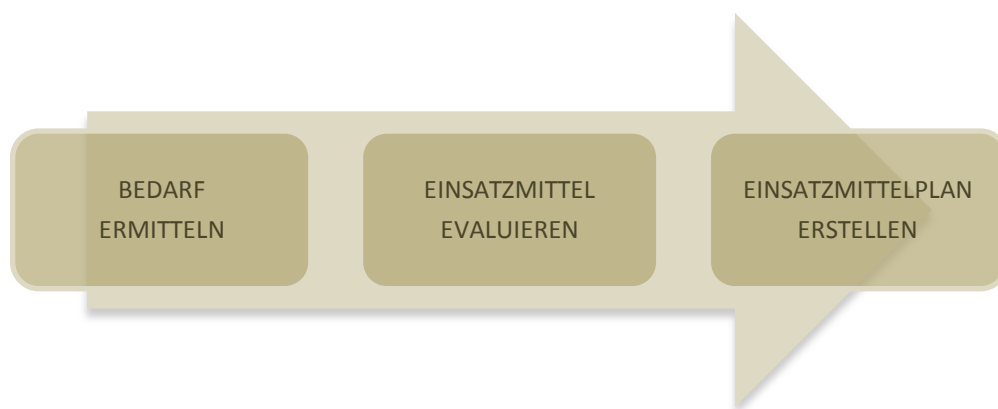 BEDARF
ERMITTELN
EINSATZMITTEL
EVALUIEREN
EINSATZMITTELPLAN
ERSTELLEN